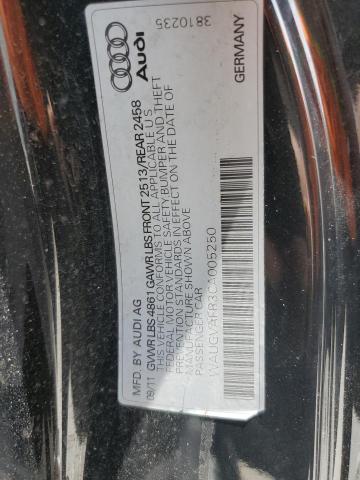 Audi
3810235
GERMANY
MFD. BY AUDI AG
09/11 GVWR LBS 4861 GAWR LBS FRONT 2513/REAR 2458
THIS VEHICLE CONFORMS TO ALL APPLICABLE U S
FEDERAL MOTOR VEHICLE SAFETY BUMPER AND THEFT
PREVENTION STANDARDS IN EFFECT ON THE DATE OF
MANUFACTURE SHOWN ABOVE
PASSENGER CAR
WAUGVAFR3CA005250